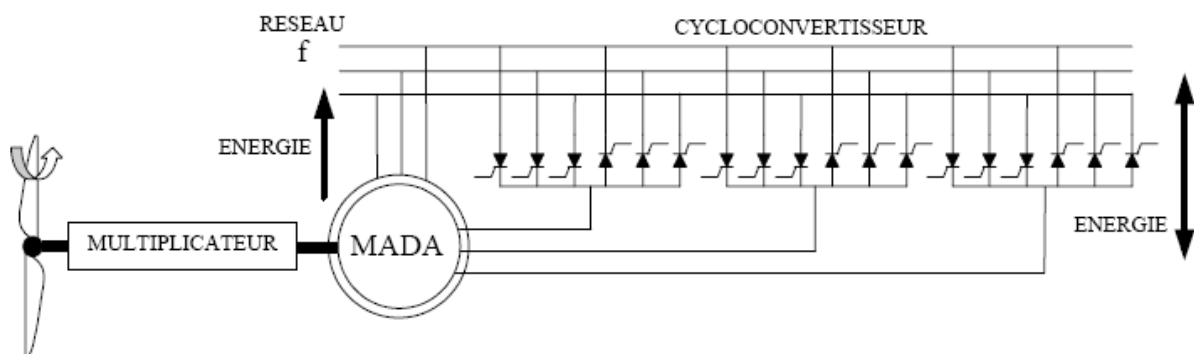 RESEAU
f
CYCLOCONVERTISSEUR
ENERGIE
ENERGIE
MULTIPLICATEUR
MADA